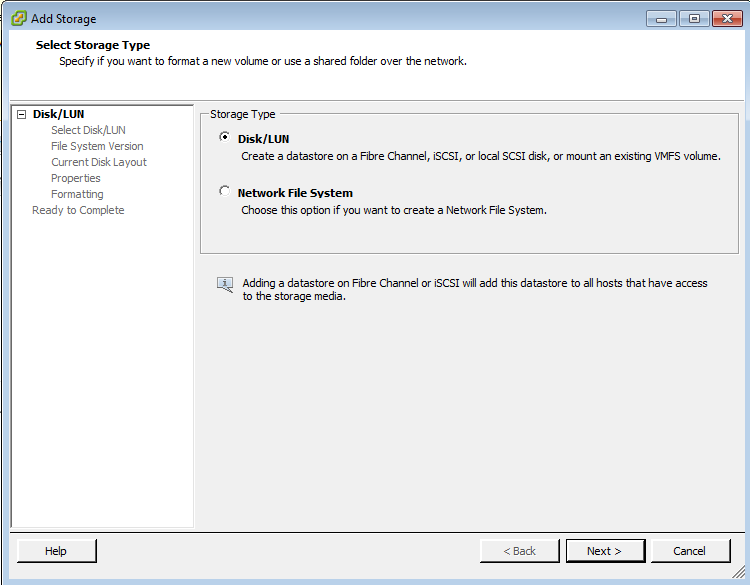 Add Storage
Select Storage Type
Specify if you want to format a new volume or use a shared folder over the network.
Disk/LUN
Select Disk/LUN
File System Version
Current Disk Layout
Properties
Formatting
Ready to Complete
Storage Type
Disk/LUN
Create a datastore on a Fibre Channel, iSCSI, or local SCSI disk, or mount an existing VMFS volume.
Network File System
Choose this option if you want to create a Network File System.
Adding a datastore on Fibre Channel or iSCSI will add this datastore to all hosts that have access
to the storage media.
Help
< Back
Next >
Cancel